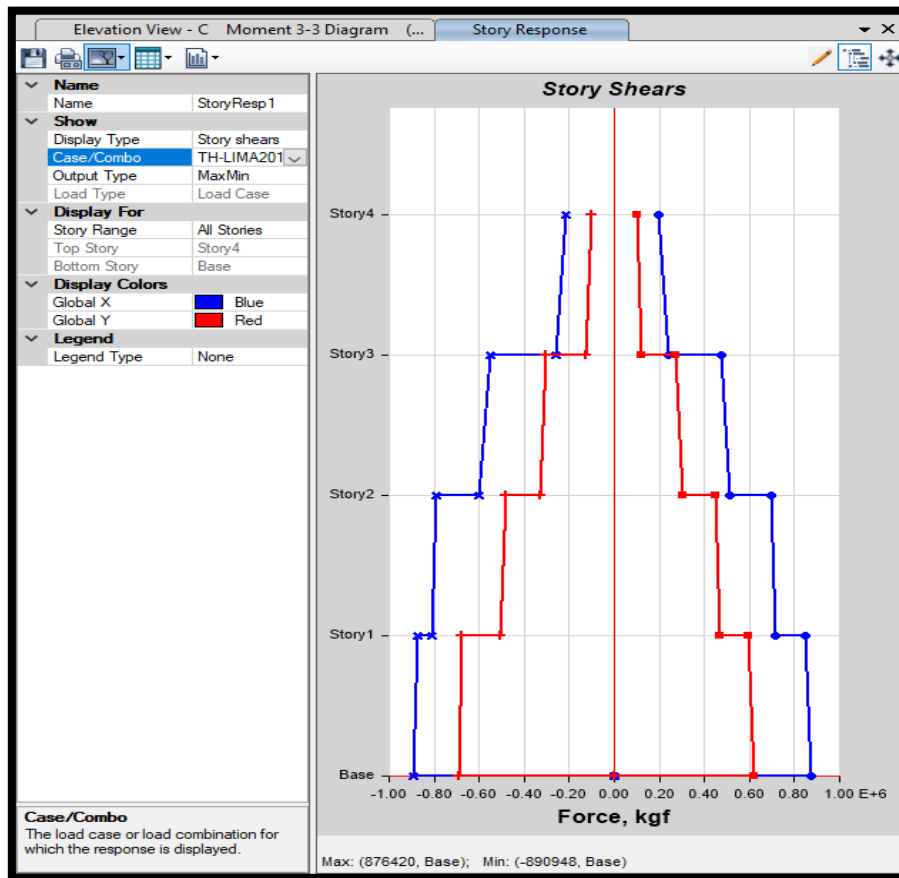 Elevation View - C Moment 3-3 Diagram (...
Story Response
Name
Name StoryResp1
Show
Display Type Story shears
Case/Combo TH-LIMA201
Output Type MaxMin
Load Type Load Case
Display For
Story Range All Stories
Top Story Story4
Bottom Story Base
Display Colors
Global X Blue
Global Y Red
Legend
Legend Type None
Case/Combo
The load case or load combination for
which the response is displayed.
Story Shears
Story4
Story3
Story2
Story1
Base
-1.00 -0.80 -0.60 -0.40 -0.20 0.00 0.20 0.40 0.60 0.80 1.00 E+6
Force, kgf
Max: (876420, Base); Min: (-890948, Base)